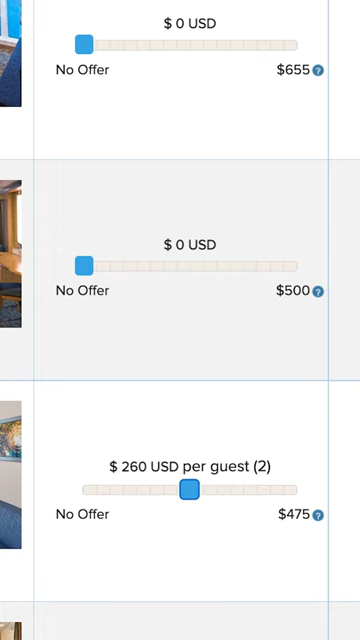 $ 0 USD
No Offer $655 ?
$ 0 USD
No Offer $500 ?
$ 260 USD per guest (2)
No Offer $475 ?